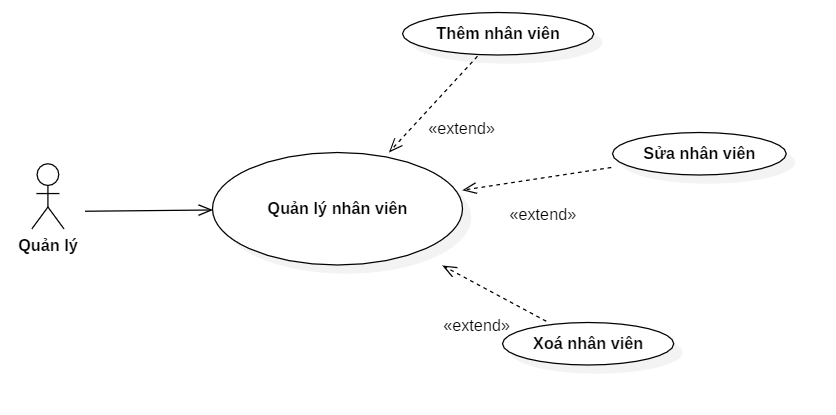 Thêm nhân viên
«extend»
Sửa nhân viên
Quản lý nhân viên
«extend»
Quản lý
«extend»
Xoá nhân viên